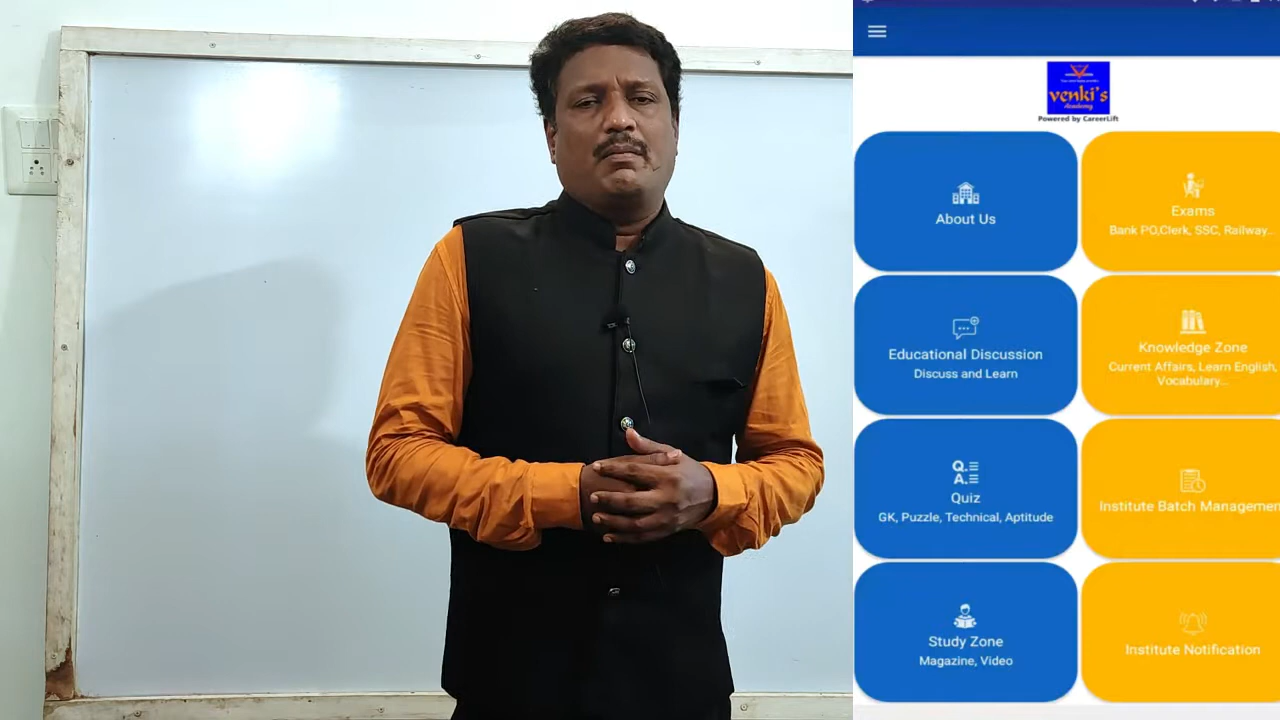 venki's
Academy
Powered by CareerLift
About Us
Exams
Bank PO,Clerk, SSC, Railway..
Educational Discussion
Discuss and Learn
Knowledge Zone
Current Affairs, Learn English,
Vocabulary...
Q.
A.
Quiz
GK, Puzzle, Technical, Aptitude
Institute Batch Managemen
Study Zone
Magazine, Video
Institute Notification